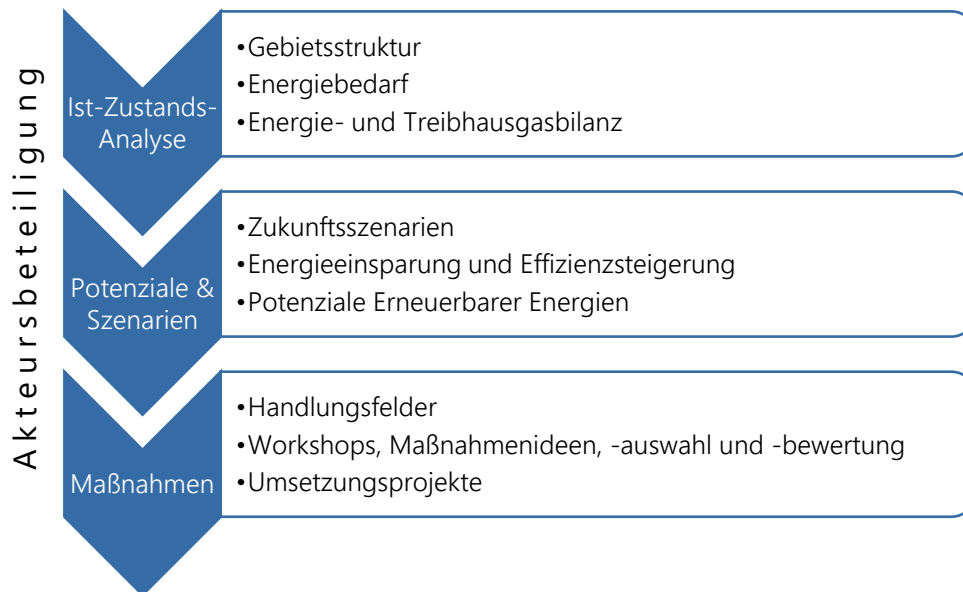 Akteursbeteiligung
Ist-Zustands-
Analyse
•Gebietsstruktur
•Energiebedarf
•Energie- und Treibhausgasbilanz
Potenziale &
Szenarien
•Zukunftsszenarien
•Energieeinsparung und Effizienzsteigerung
•Potenziale Erneuerbarer Energien
Maßnahmen
•Handlungsfelder
•Workshops, Maßnahmenideen, -auswahl und -bewertung
•Umsetzungsprojekte